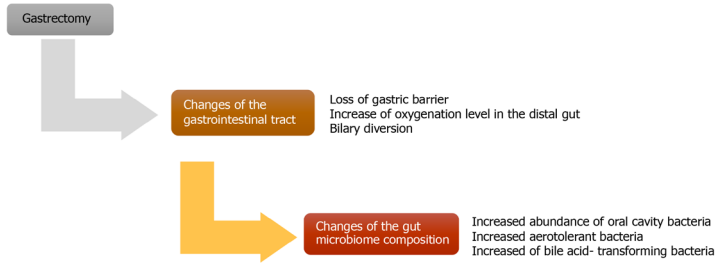 Gastrectomy
Changes of the
gastrointestinal tract
Loss of gastric barrier
Increase of oxygenation level in the distal gut
Bilary diversion
Changes of the gut
microbiome composition
Increased abundance of oral cavity bacteria
Increased aerotolerant bacteria
Increased of bile acid- transforming bacteria